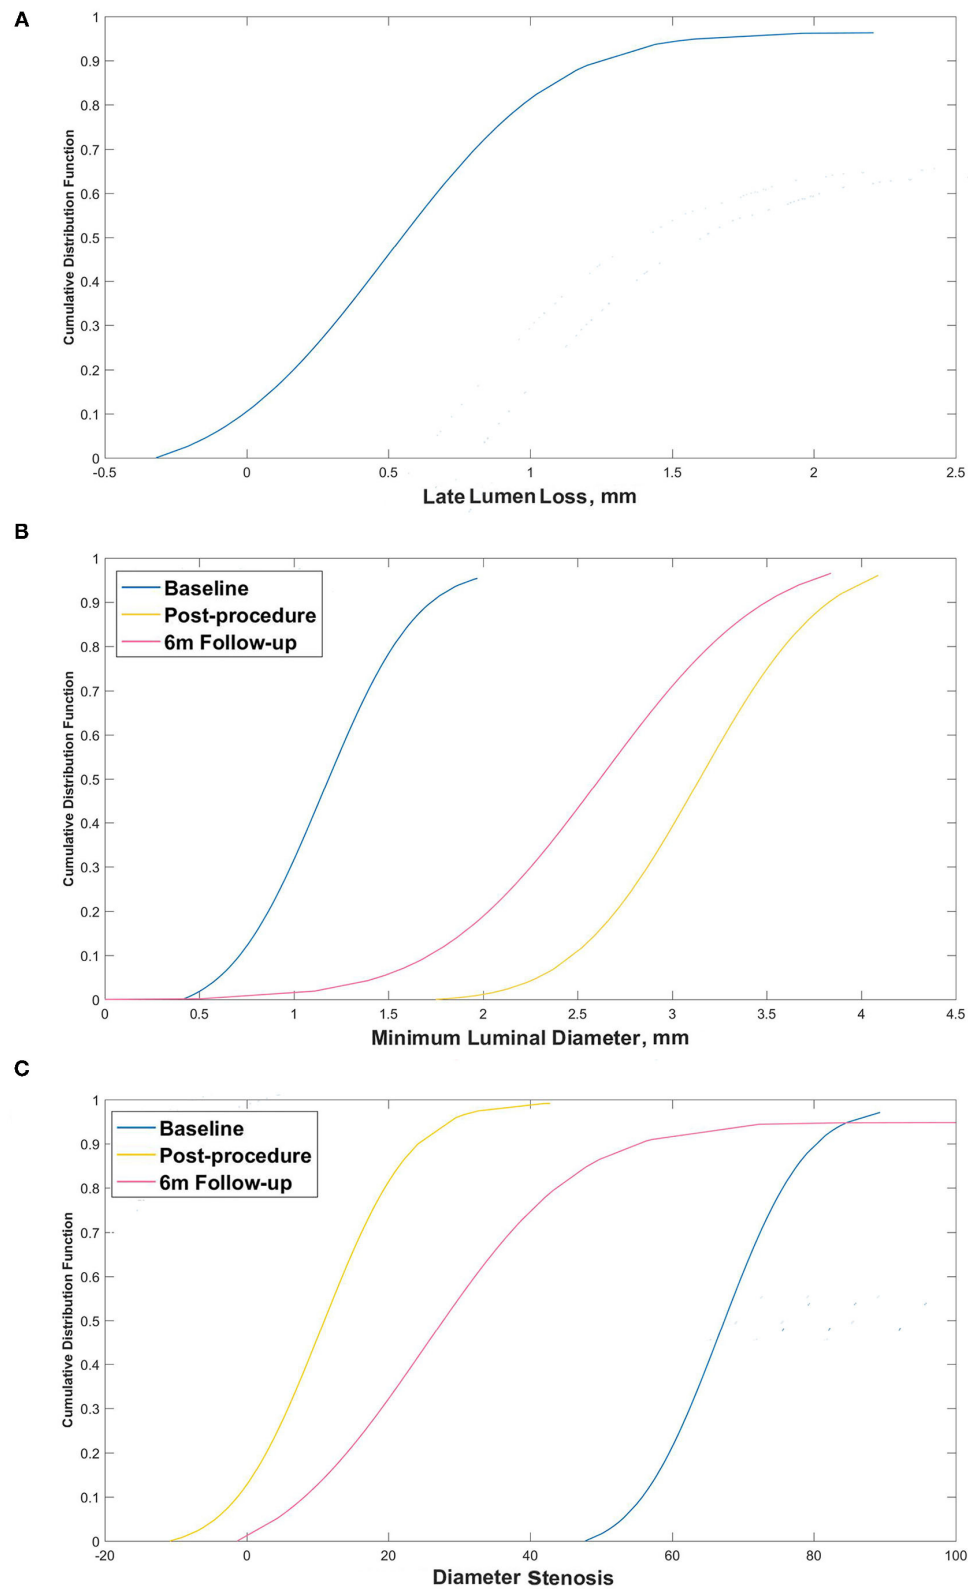 A
1
0.9
0.8
0.7
0.6
0.5
0.4
0.3
0.2
0.1
0
Cumulative Distribution Function
-0.5 0 0.5 1 1.5 2 2.5
Late Lumen Loss, mm
B
1
0.9
0.8
0.7
0.6
0.5
0.4
0.3
0.2
0.1
0
Cumulative Distribution Function
Baseline
Post-procedure
6m Follow-up
0 0.5 1 1.5 2 2.5 3 3.5 4 4.5
Minimum Luminal Diameter, mm
C
1
0.9
0.8
0.7
0.6
0.5
0.4
0.3
0.2
0.1
0
Cumulative Distribution Function
Baseline
Post-procedure
6m Follow-up
-20 0 20 40 60 80 100
Diameter Stenosis